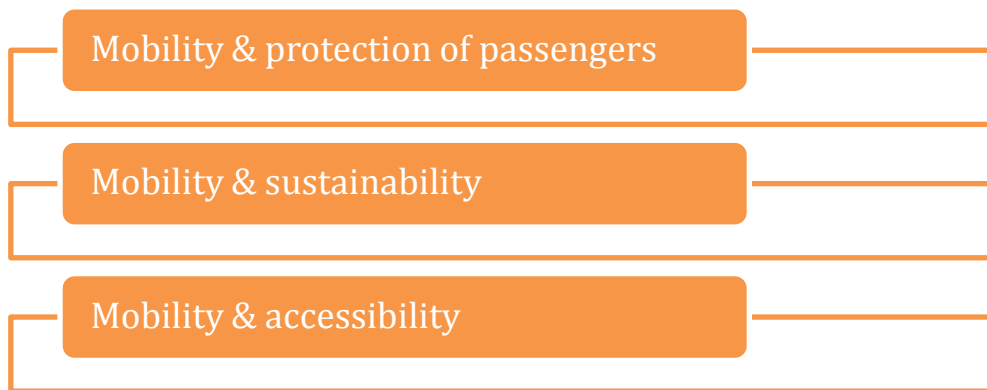 Mobility & protection of passengers
Mobility & sustainability
Mobility & accessibility